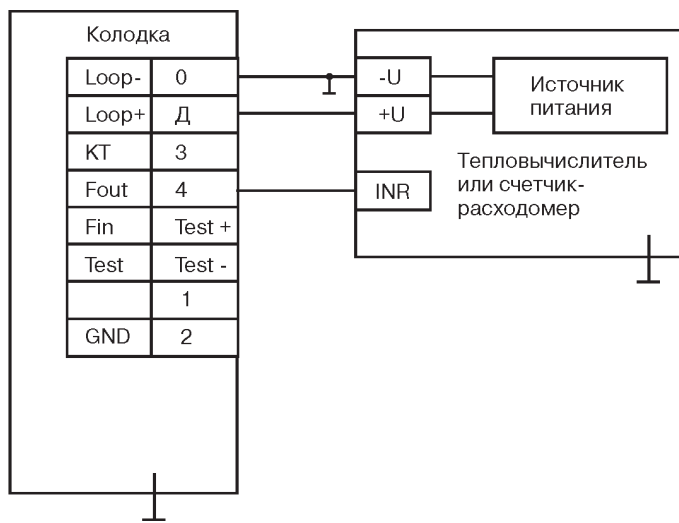 Колодка
Loop- 0
Loop+ Д
КТ 3
Fout 4
Fin Test +
Test Test -
1
GND 2
-U
+U
INR
Источник
питания
Тепловычислитель
или счетчик-
расходомер